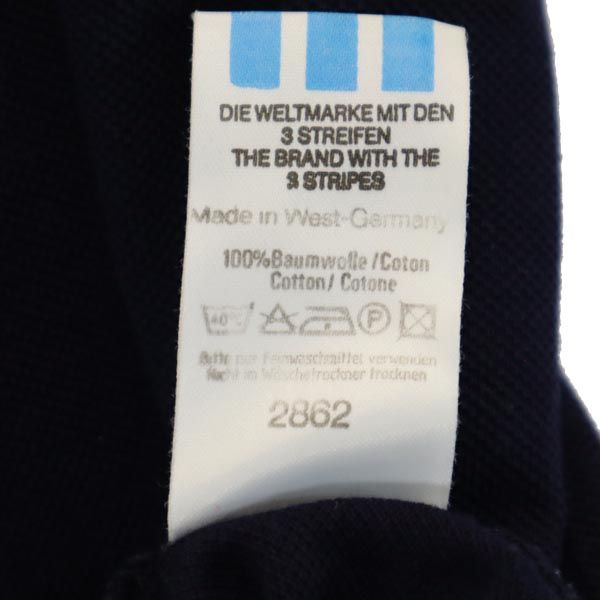 DIE WELTMARKE MIT DEN
3 STREIFEN
THE BRAND WITH THE
3 STRIPES
Made in West-Germany
100%Baumwolle/Coton
Cotton/Cotone
40°
P
Bitte nur Feinwaschmittel verwenden
Nicht im Wäschetrockner trocknen
2862